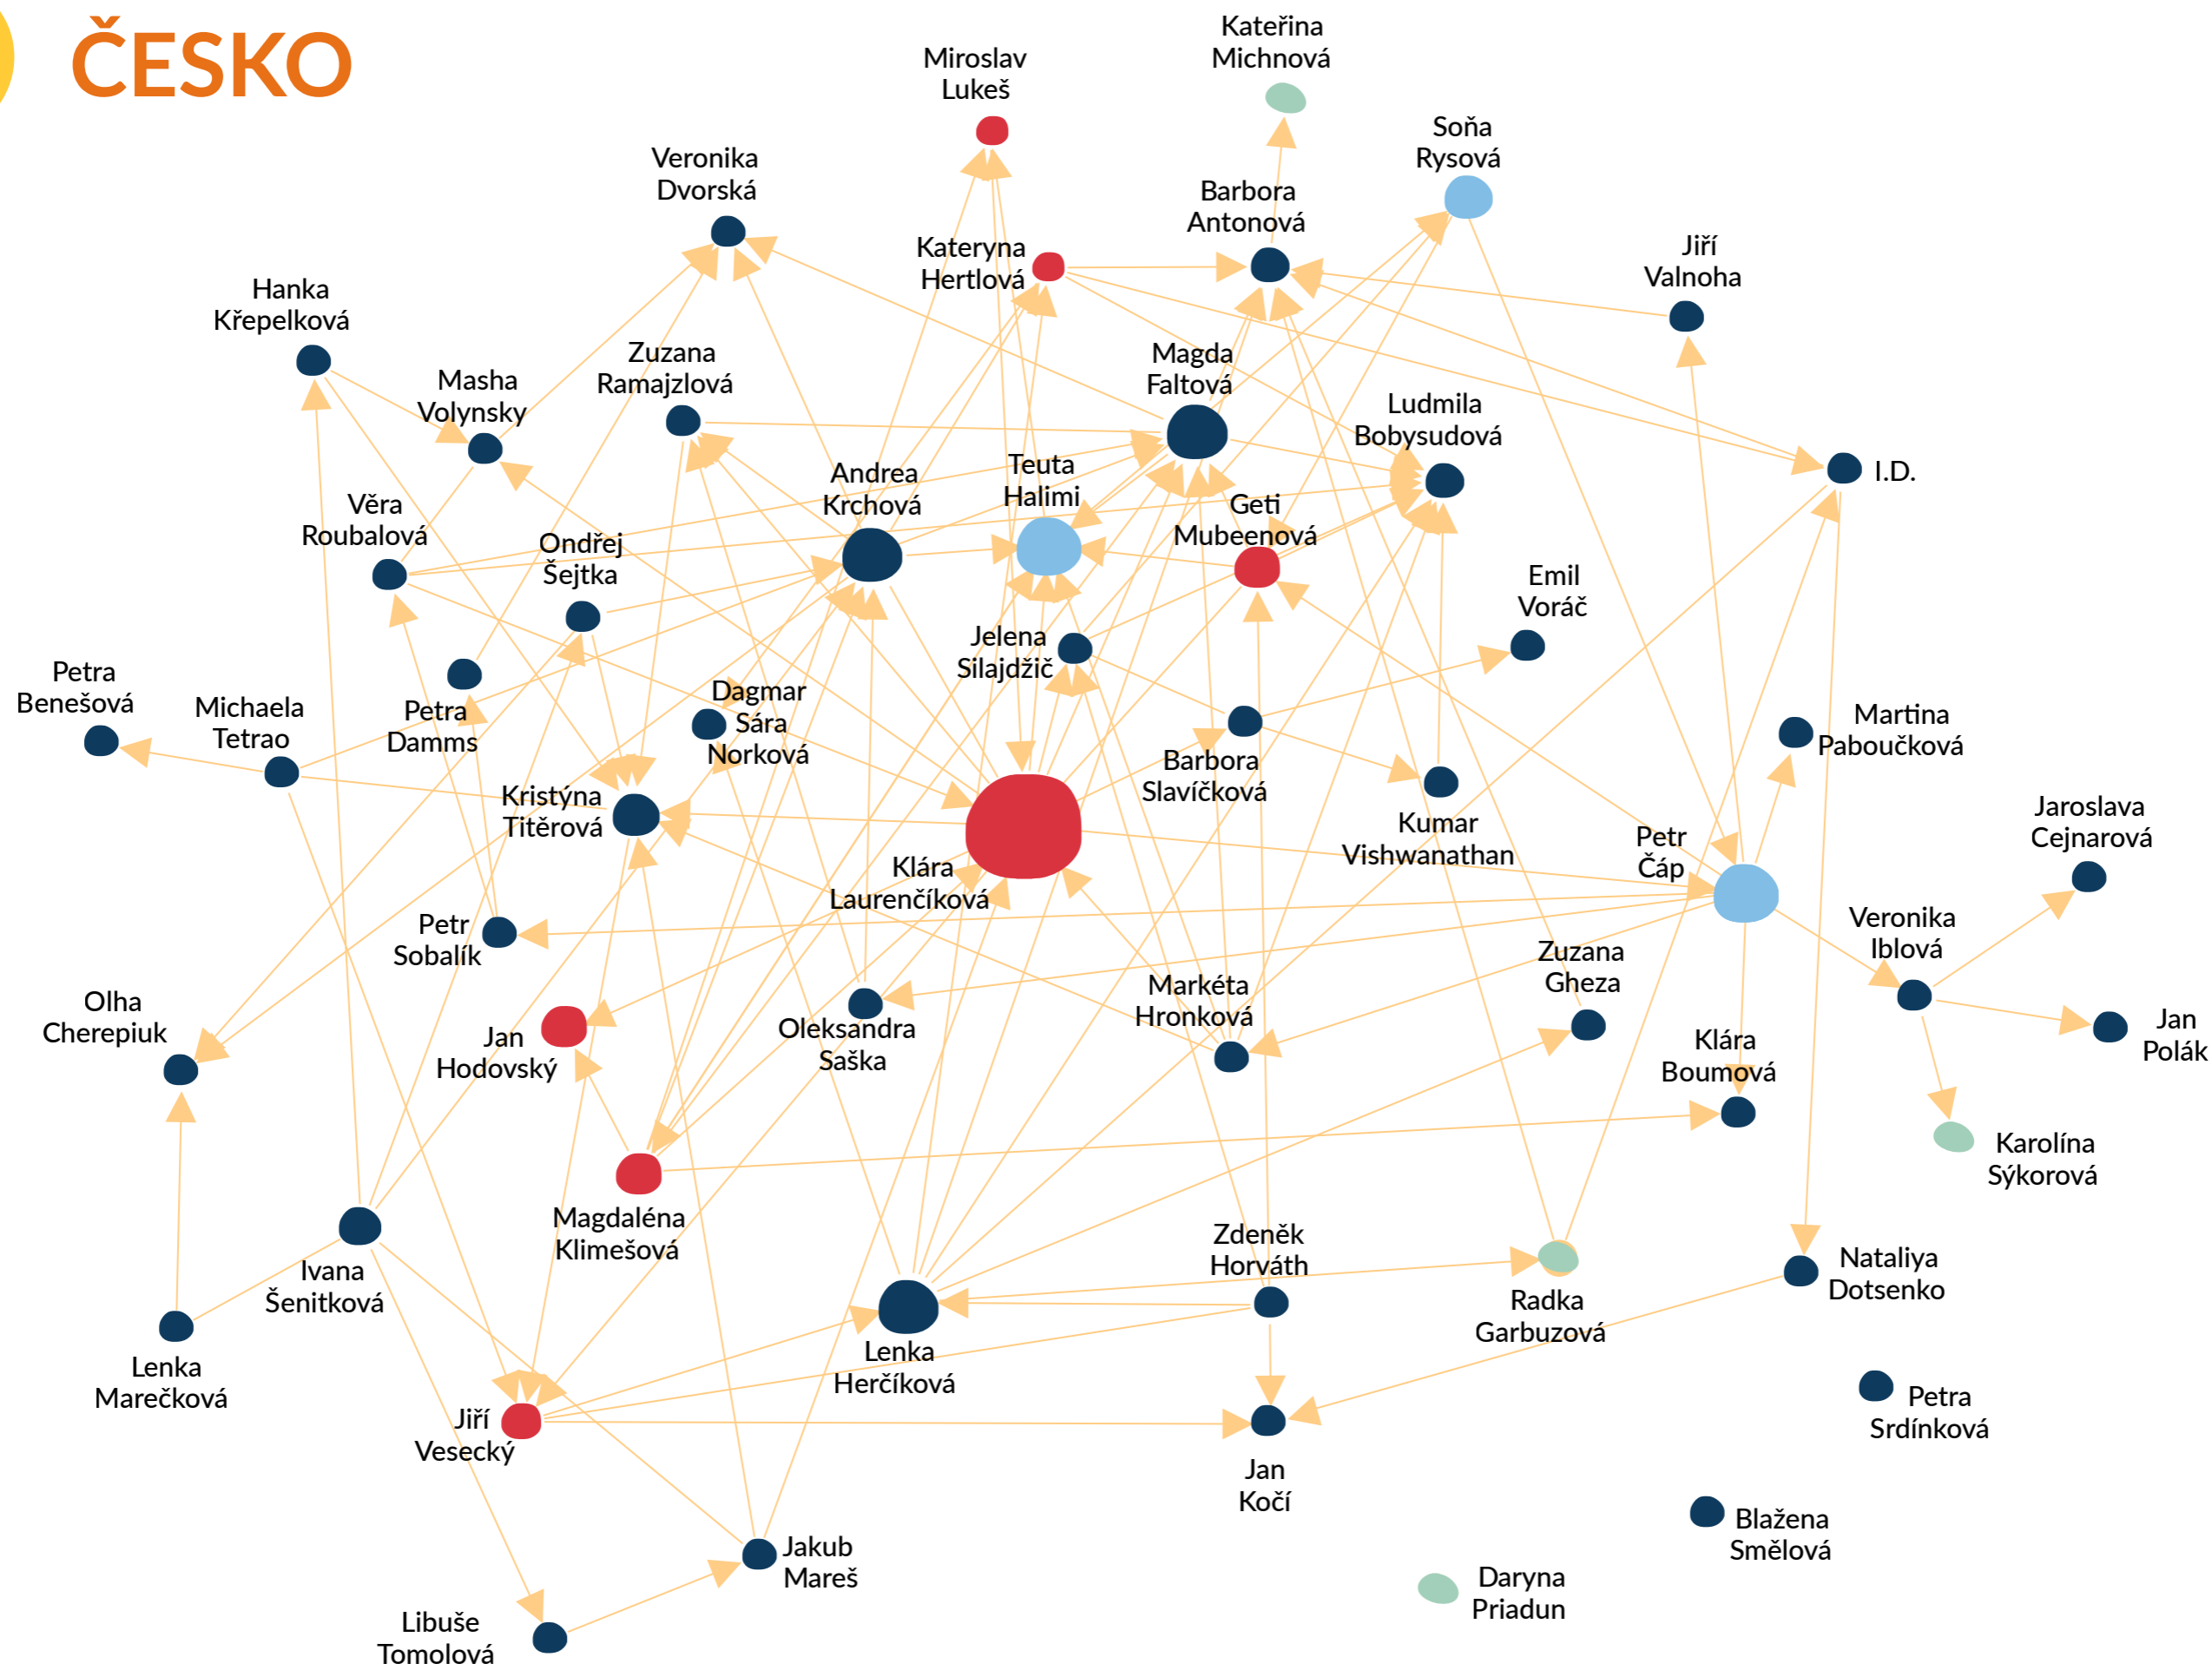 ČESKO
Kateřina
Michnová
Miroslav
Lukeš
Soňa
Rysová
Veronika
Dvorská
Barbora
Antonová
Kateryna
Hertlová
Jiří
Valnoha
Hanka
Křepelková
Zuzana
Ramajzlová
Magda
Faltová
Masha
Volynsky
Ludmila
Bobysudová
Teuta
Halimi
Andrea
Krchová
I.D.
Věra
Roubalová
Geti
Mubeenová
Ondřej
Šejtka
Emil
Voráč
Jelena
Silajdžič
Petra
Benešová
Dagmar
Sára
Norková
Michaela
Tetrao
Petra
Damms
Martina
Paboučková
Barbora
Slavíčková
Kristýna
Titěrová
Jaroslava
Cejnarová
Kumar
Vishwanathan
Petr
Čáp
Klára
Laurenčíková
Veronika
Iblová
Petr
Sobalík
Zuzana
Gheza
Markéta
Hronková
Olha
Cherepiuk
Jan
Polák
Oleksandra
Saška
Jan
Hodovský
Klára
Boumová
Karolína
Sýkorová
Magdaléna
Klimešová
Zdeněk
Horváth
Nataliya
Dotsenko
Ivana
Šenitková
Radka
Garbuzová
Lenka
Herčíková
Lenka
Marečková
Petra
Srdínková
Jiří
Vesecký
Jan
Kočí
Blažena
Smělová
Jakub
Mareš
Daryna
Priadun
Libuše
Tomolová